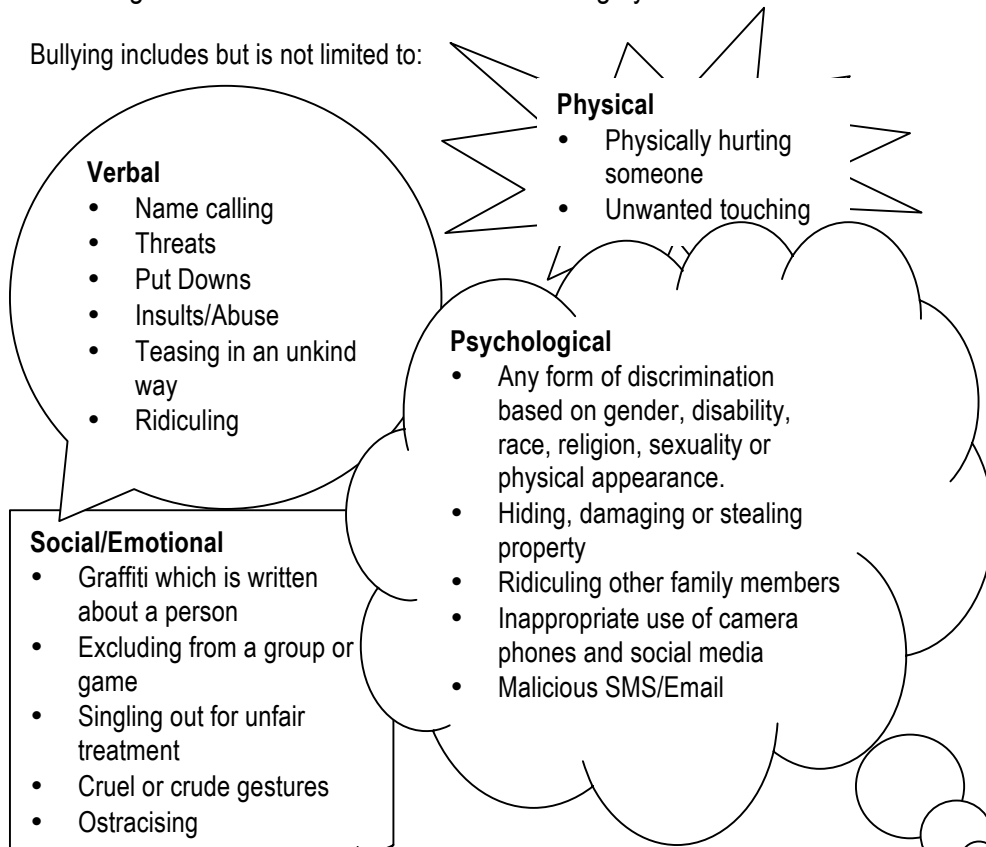 Bullying includes but is not limited to:
Verbal
• Name calling
• Threats
• Put Downs
• Insults/Abuse
• Teasing in an unkind
way
• Ridiculing
Physical
• Physically hurting
someone
• Unwanted touching
Psychological
• Any form of discrimination
based on gender, disability,
race, religion, sexuality or
physical appearance.
• Hiding, damaging or stealing
property
• Ridiculing other family members
• Inappropriate use of camera
phones and social media
• Malicious SMS/Email
Social/Emotional
• Graffiti which is written
about a person
• Excluding from a group or
game
• Singling out for unfair
treatment
• Cruel or crude gestures
• Ostracising